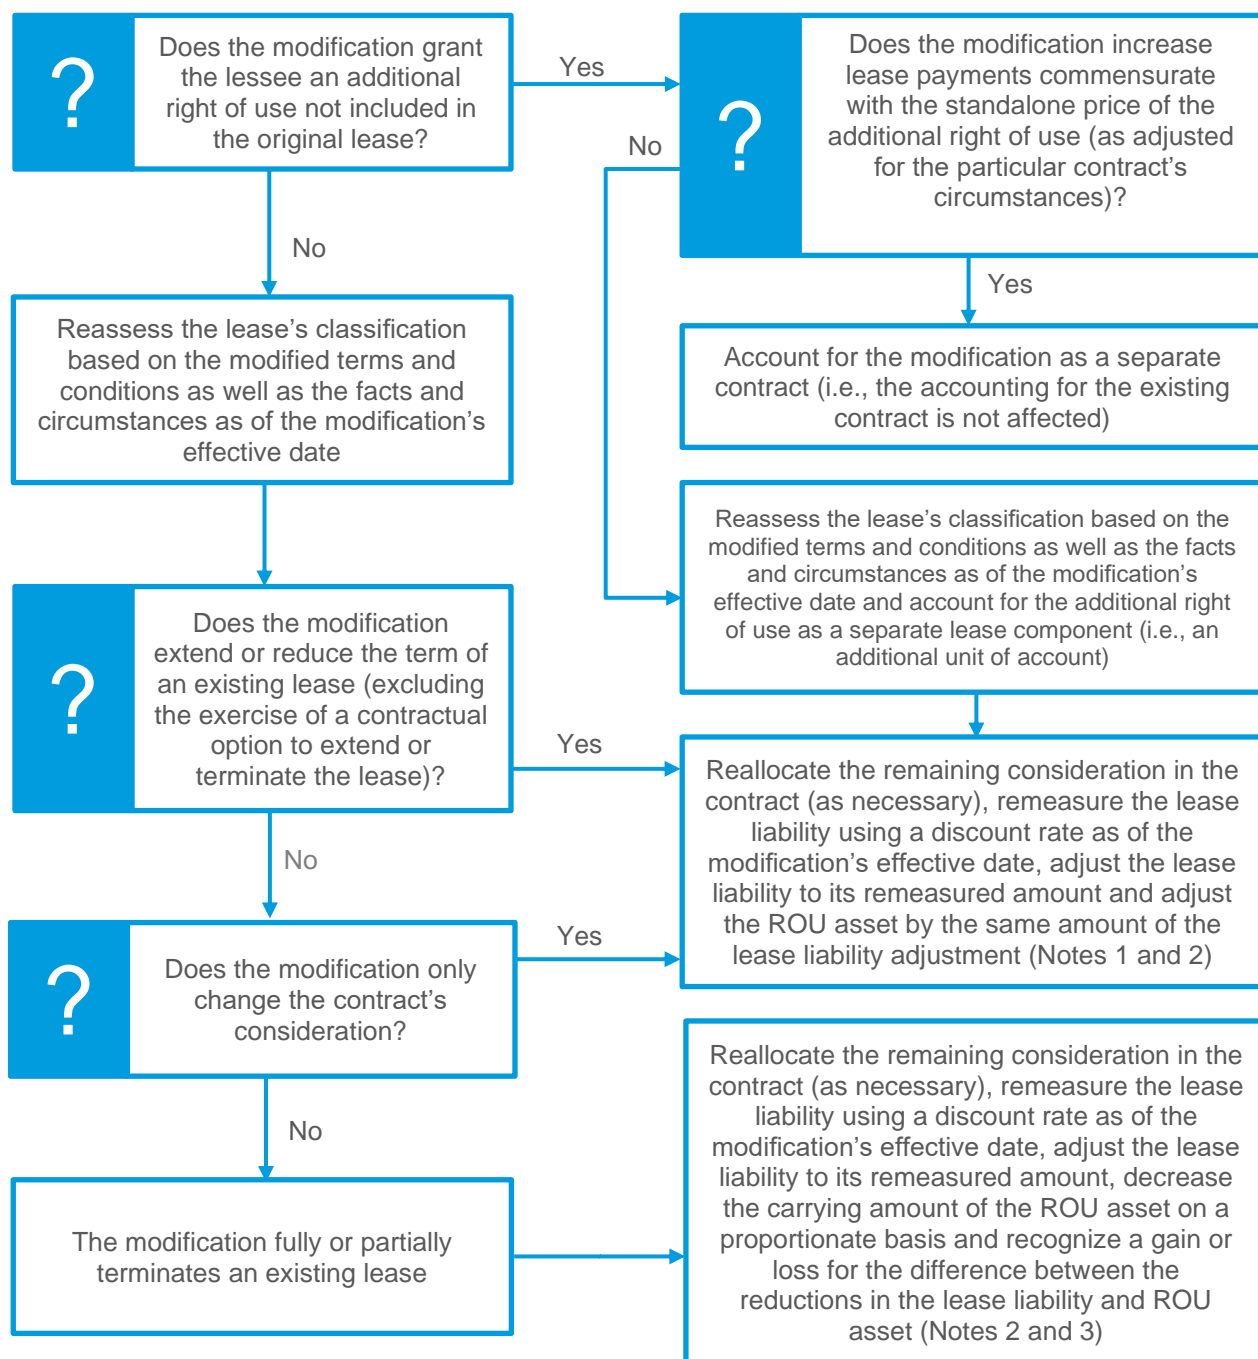 ?
Does the modification grant
the lessee an additional
right of use not included in
the original lease?
Yes
?
Does the modification increase
lease payments commensurate
with the standalone price of the
additional right of use (as adjusted
for the particular contract's
circumstances)?
No
No
Yes
Reassess the lease's classification
based on the modified terms and
conditions as well as the facts and
circumstances as of the modification's
effective date
Account for the modification as a separate
contract (i.e., the accounting for the existing
contract is not affected)
Reassess the lease's classification based on the
modified terms and conditions as well as the facts
and circumstances as of the modification's
effective date and account for the additional right
of use as a separate lease component (i.e., an
additional unit of account)
?
Does the modification
extend or reduce the term of
an existing lease (excluding
the exercise of a contractual
option to extend or
terminate the lease)?
Yes
Reallocate the remaining consideration in the
contract (as necessary), remeasure the lease
liability using a discount rate as of the
modification's effective date, adjust the lease
liability to its remeasured amount and adjust
the ROU asset by the same amount of the
lease liability adjustment (Notes 1 and 2)
No
?
Does the modification only
change the contract's
consideration?
Yes
No
The modification fully or partially
terminates an existing lease
Reallocate the remaining consideration in the
contract (as necessary), remeasure the lease
liability using a discount rate as of the
modification's effective date, adjust the lease
liability to its remeasured amount, decrease
the carrying amount of the ROU asset on a
proportionate basis and recognize a gain or
loss for the difference between the
reductions in the lease liability and ROU
asset (Notes 2 and 3)